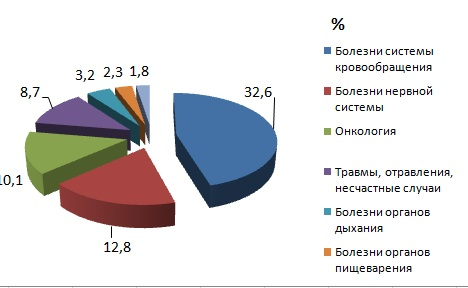 %
1,8
2,3
3,2
8,7
32,6
10,1
12,8
Болезни системы
кровообращения
Болезни нервной
системы
Онкология
Травмы, отравления,
несчастные случаи
Болезни органов
дыхания
Болезни органов
пищеварения